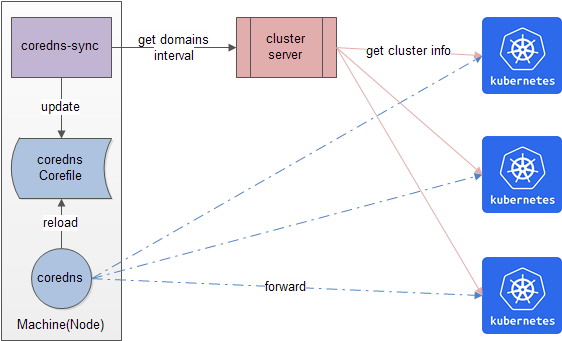 coredns-sync
get domains
interval
cluster
server
get cluster info
kubernetes
update
coredns
Corefile
kubernetes
reload
coredns
forward
kubernetes
Machine(Node)